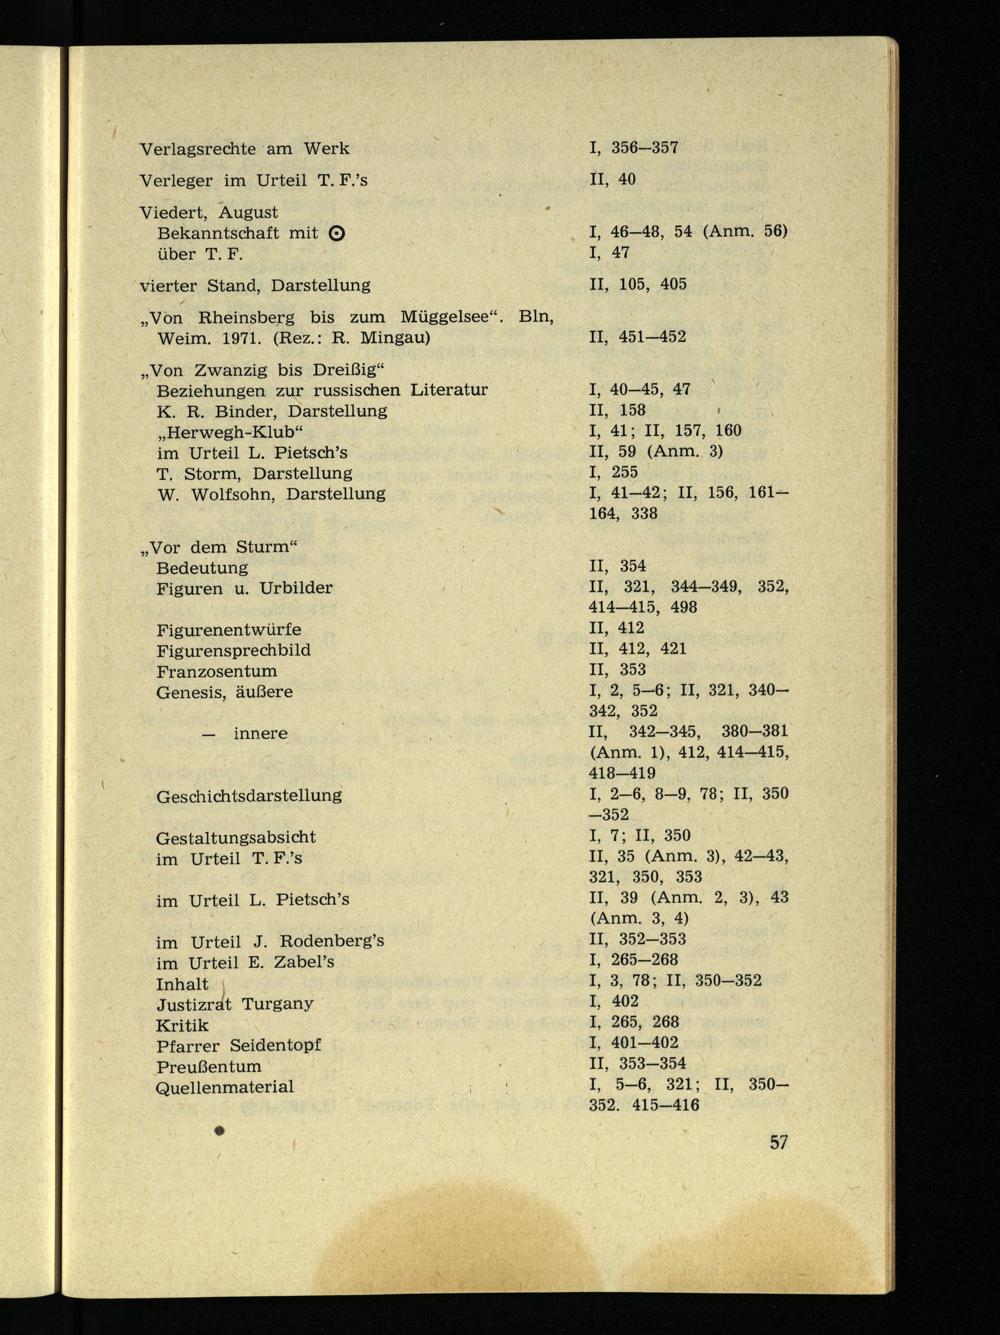 Verlagsrechte am Werk I, 356—357
Verleger im Urteil T. F.'s II, 40
Viedert, August
Bekanntschaft mit ⊙ I, 46—48, 54 (Anm. 56)
über T. F. I, 47
vierter Stand, Darstellung II, 105, 405
„Von Rheinsberg bis zum Müggelsee“. Bln,
Weim. 1971. (Rez.: R. Mingau) II, 451—452
„Von Zwanzig bis Dreißig“
Beziehungen zur russischen Literatur I, 40—45, 47
K. R. Binder, Darstellung II, 158
„Herwegh-Klub“ I, 41; II, 157, 160
im Urteil L. Pietsch's II, 59 (Anm. 3)
T. Storm, Darstellung I, 255
W. Wolfsohn, Darstellung I, 41—42; II, 156, 161—
164, 338
„Vor dem Sturm“
Bedeutung II, 354
Figuren u. Urbilder II, 321, 344—349, 352,
414—415, 498
Figurenentwürfe II, 412
Figurensprechbild II, 412, 421
Franzosentum II, 353
Genesis, äußere I, 2, 5—6; II, 321, 340—
342, 352
— innere II, 342—345, 380—381
(Anm. 1), 412, 414—415,
418—419
Geschichtsdarstellung I, 2—6, 8—9, 78; II, 350
—352
Gestaltungsabsicht I, 7; II, 350
im Urteil T. F.'s II, 35 (Anm. 3), 42—43,
321, 350, 353
im Urteil L. Pietsch's II, 39 (Anm. 2, 3), 43
(Anm. 3, 4)
im Urteil J. Rodenberg's II, 352—353
im Urteil E. Zabel's I, 265—268
Inhalt I, 3, 78; II, 350—352
Justizrat Turgany I, 402
Kritik I, 265, 268
Pfarrer Seidentopf I, 401—402
Preußentum II, 353—354
Quellenmaterial I, 5—6, 321; II, 350—
352. 415—416
57